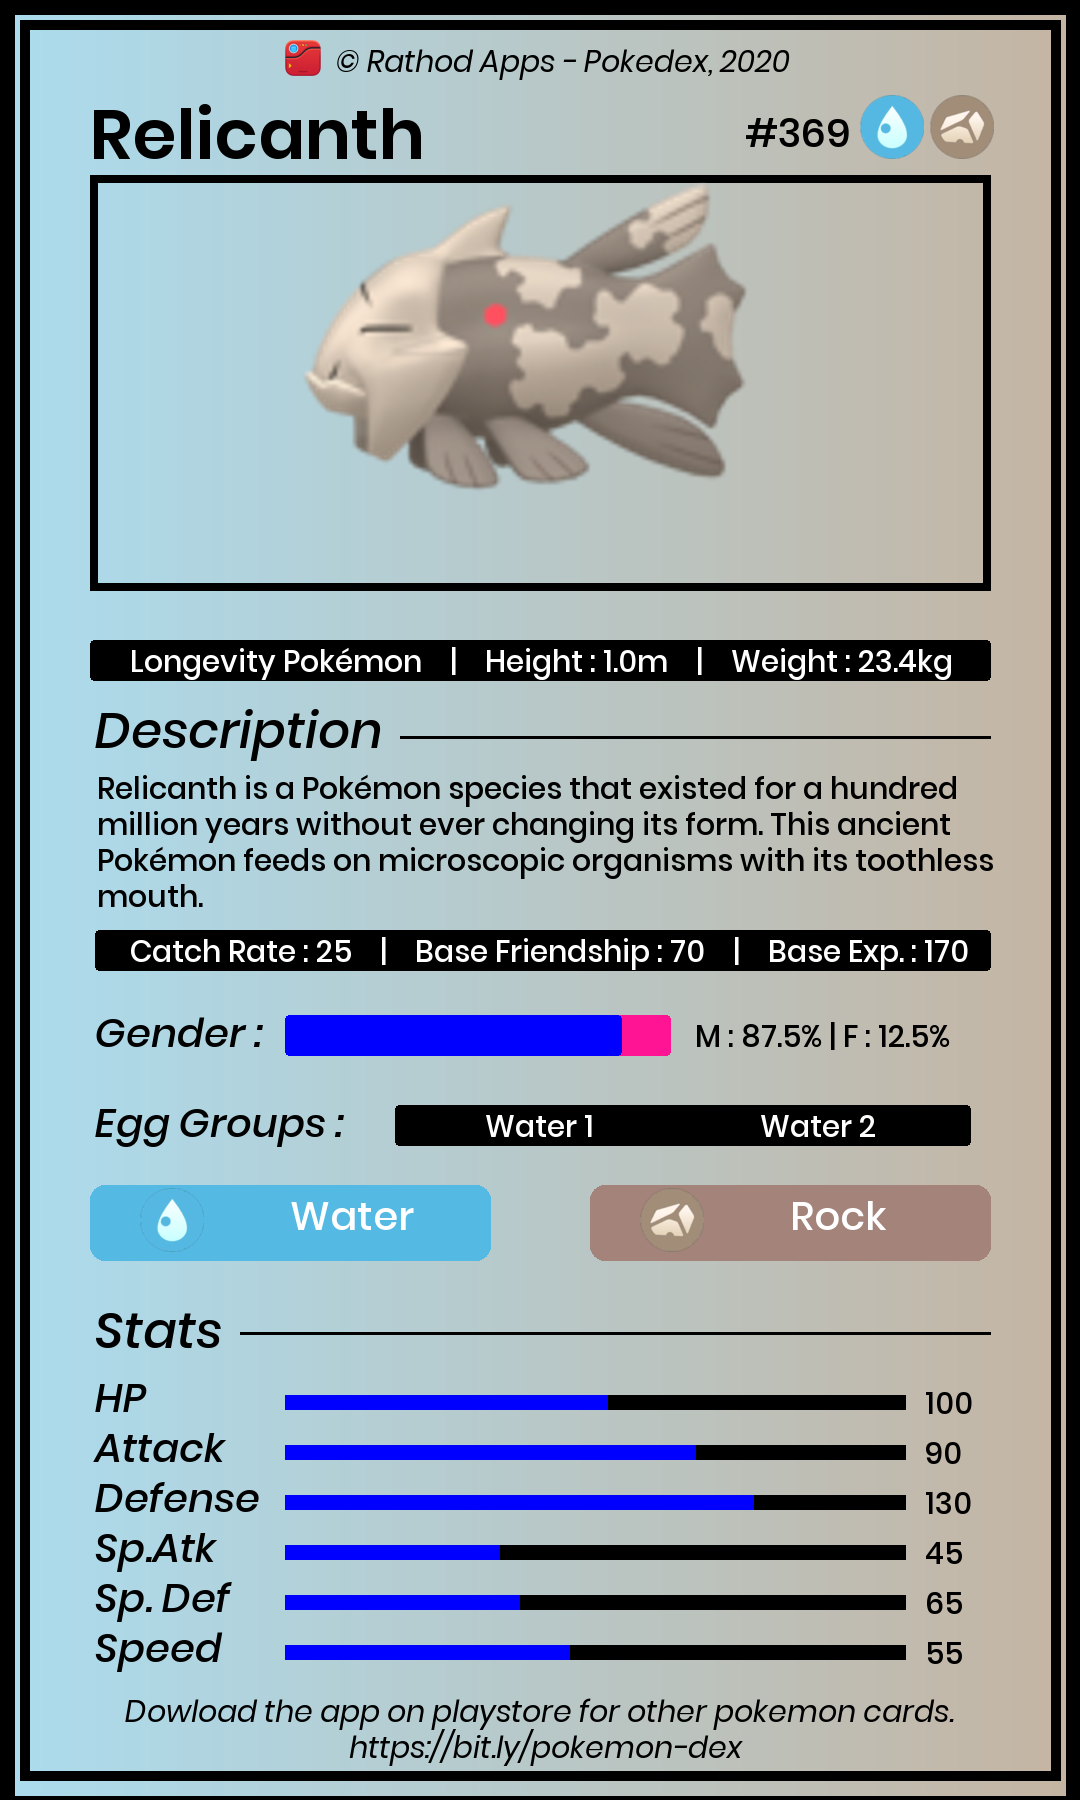 © Rathod Apps - Pokedex, 2020
Relicanth #369
Longevity Pokémon | Height : 1.0m | Weight : 23.4kg
Description
Relicanth is a Pokémon species that existed for a hundred
million years without ever changing its form. This ancient
Pokémon feeds on microscopic organisms with its toothless
mouth.
Catch Rate : 25 | Base Friendship : 70 | Base Exp. : 170
Gender : M : 87.5% | F : 12.5%
Egg Groups : Water 1 Water 2
Water Rock
Stats
HP 100
Attack 90
Defense 130
Sp.Atk 45
Sp. Def 65
Speed 55
Dowload the app on playstore for other pokemon cards.
https://bit.ly/pokemon-dex